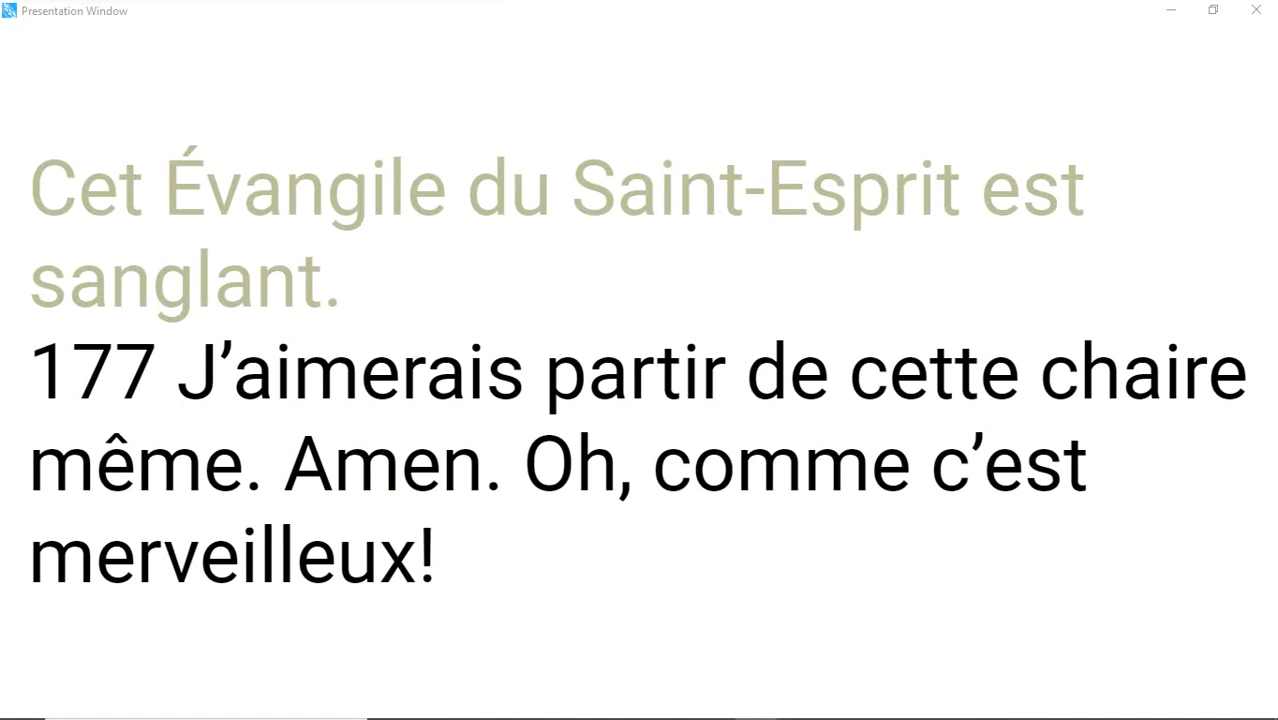 Presentation Window
Cet Évangile du Saint-Esprit est
sanglant.
177 J’aimerais partir de cette chaire
même. Amen. Oh, comme c’est
merveilleux!